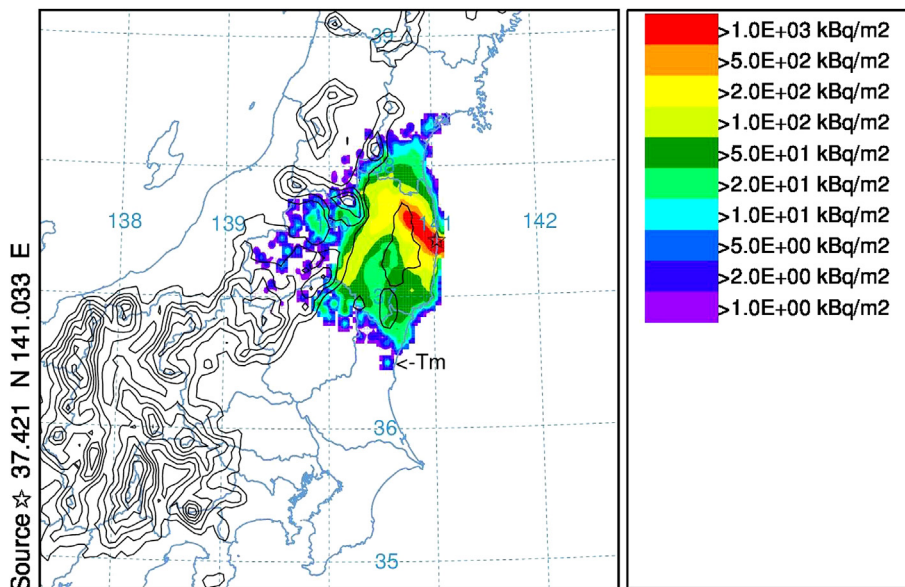 39
>1.0E+03 kBq/m2
>5.0E+02 kBq/m2
>2.0E+02 kBq/m2
>1.0E+02 kBq/m2
>5.0E+01 kBq/m2
>2.0E+01 kBq/m2
>1.0E+01 kBq/m2
>5.0E+00 kBq/m2
>2.0E+00 kBq/m2
>1.0E+00 kBq/m2
138
139
141
142
<-Tm
36
35
Source ☆ 37.421 N 141.033 E